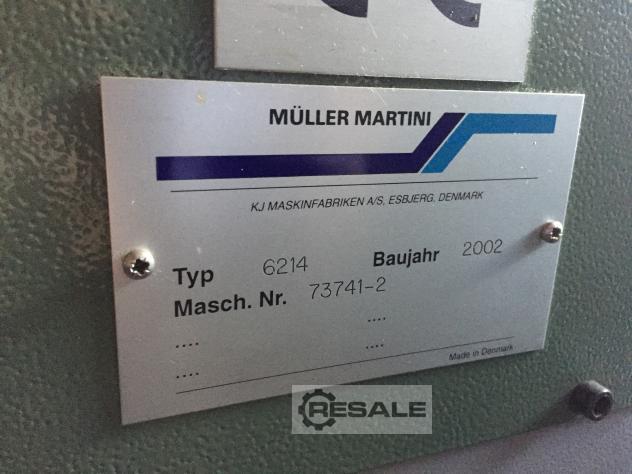 MÜLLER MARTINI
KJ MASKINFABRIKEN A/S, ESBJERG, DENMARK
Typ 6214 Baujahr 2002
Masch. Nr. 73741-2
.... ....
.... ....
Made in Denmark
RESALE